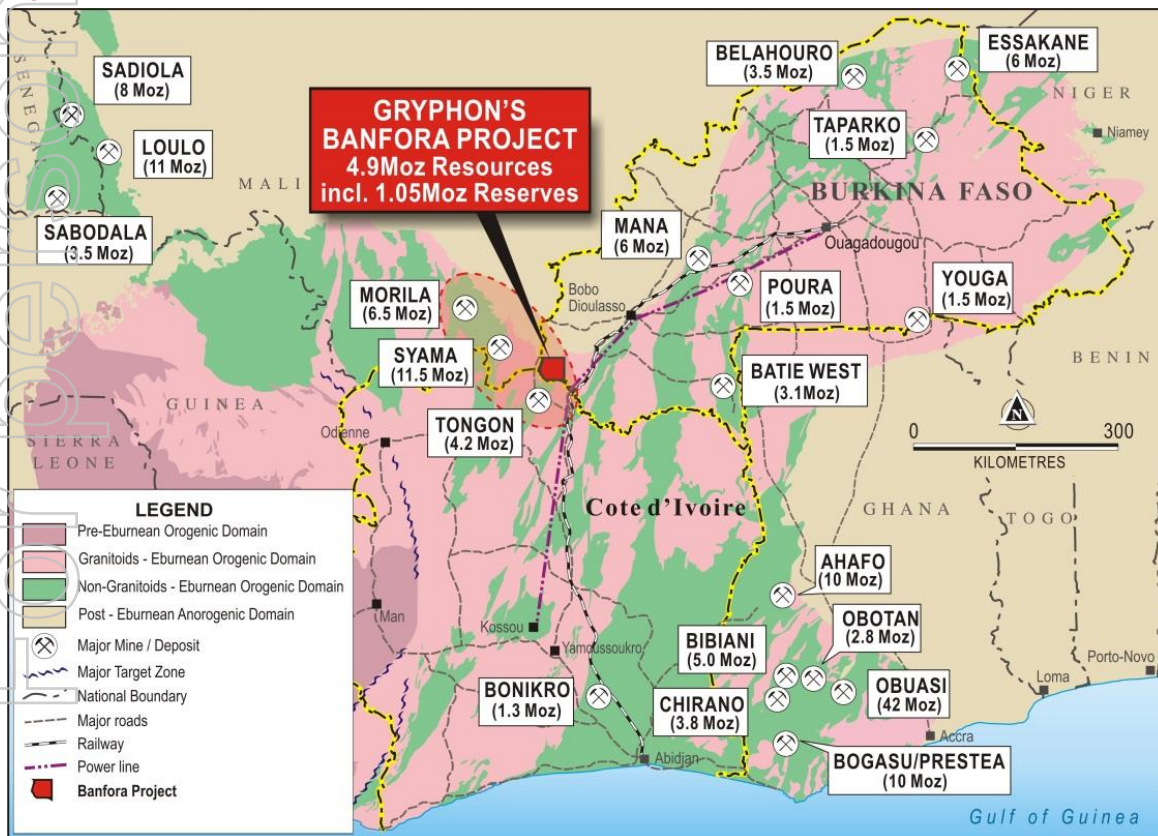 BELAHOURO
(3.5 Moz)
ESSAKANE
(6 Moz)
SENEGAL
SADIOLA
(8 Moz)
LOULO
(11 Moz)
SABODALA
(3.5 Moz)
MALI
GRYPHON'S
BANFORA PROJECT
4.9Moz Resources
incl. 1.05Moz Reserves
NIGER
Niamey
TAPARKO
(1.5 Moz)
BURKINA FASO
MANA
(6 Moz)
Ouagadougou
POURA
(1.5 Moz)
YOUGA
(1.5 Moz)
Bobo
Dioulasso
MORILA
(6.5 Moz)
SYAMA
(11.5 Moz)
TONGON
(4.2 Moz)
BATIE WEST
(3.1Moz)
BENIN
N
0 300
KILOMETRES
GUINEA
SIERRA
LEONE
Odienne
Cote d'Ivoire
GHANA
TOGO
LEGEND
Pre-Eburnean Orogenic Domain
Granitoids - Eburnean Orogenic Domain
Non-Granitoids - Eburnean Orogenic Domain
Post - Eburnean Anorogenic Domain
Major Mine / Deposit
Major Target Zone
National Boundary
Major roads
Railway
Power line
Banfora Project
Man
Kossou
Yamoussoukro
BONIKRO
(1.3 Moz)
Abidjan
AHAFO
(10 Moz)
OBOTAN
(2.8 Moz)
BIBIANI
(5.0 Moz)
CHIRANO
(3.8 Moz)
OBUASI
(42 Moz)
BOGASU/PRESTEA
(10 Moz)
Accra
Loma
Porto-Novo
Gulf of Guinea